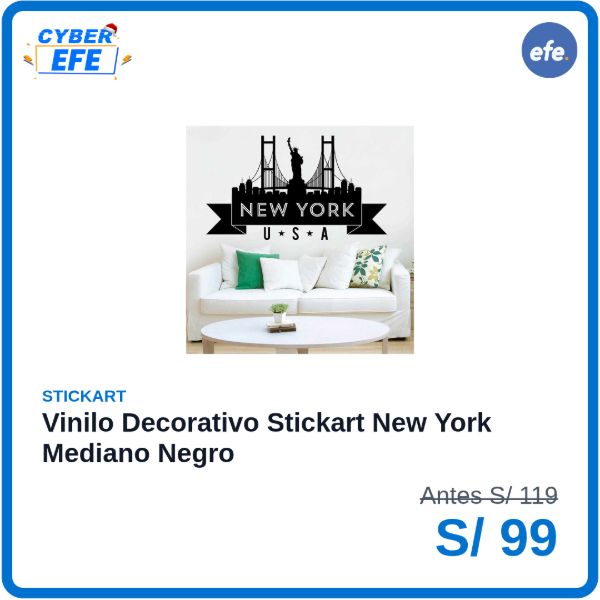 CYBER
EFE
efe.
NEW YORK
U ★ S ★ A
STICKART
Vinilo Decorativo Stickart New York
Mediano Negro
Antes S/ 119
S/ 99